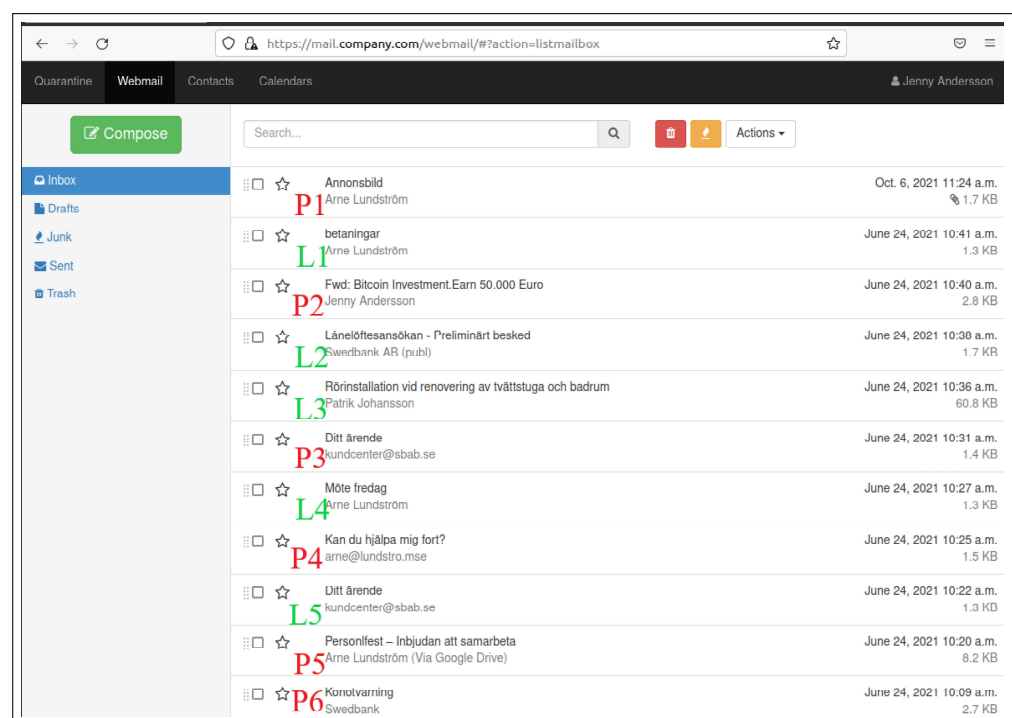 https://mail.company.com/webmail/#?action=listmailbox
Quarantine Webmail Contacts Calendars Jenny Andersson
Compose Search... Actions
Inbox
Drafts
Junk
Sent
Trash
Annonsbild Oct. 6, 2021 11:24 a.m.
P1 Arne Lundström 1.7 KB
betaningar June 24, 2021 10:41 a.m.
L1 Arne Lundström 1.3 KB
Fwd: Bitcoin Investment.Earn 50.000 Euro June 24, 2021 10:40 a.m.
P2 Jenny Andersson 2.8 KB
Lånelöftesansökan - Preliminärt besked June 24, 2021 10:38 a.m.
L2 Swedbank AB (publ) 1.7 KB
Rörinstallation vid renovering av tvättstuga och badrum June 24, 2021 10:36 a.m.
L3 Patrik Johansson 60.8 KB
Ditt ärende June 24, 2021 10:31 a.m.
P3 kundcenter@sbab.se 1.4 KB
Möte fredag June 24, 2021 10:27 a.m.
L4 Arne Lundström 1.3 KB
Kan du hjälpa mig fort? June 24, 2021 10:25 a.m.
P4 arne@lundstro.mse 1.5 KB
Ditt ärende June 24, 2021 10:22 a.m.
L5 kundcenter@sbab.se 1.3 KB
Personlfest – Inbjudan att samarbeta June 24, 2021 10:20 a.m.
P5 Arne Lundström (Via Google Drive) 8.2 KB
Konotvarning June 24, 2021 10:09 a.m.
P6 Swedbank 2.7 KB